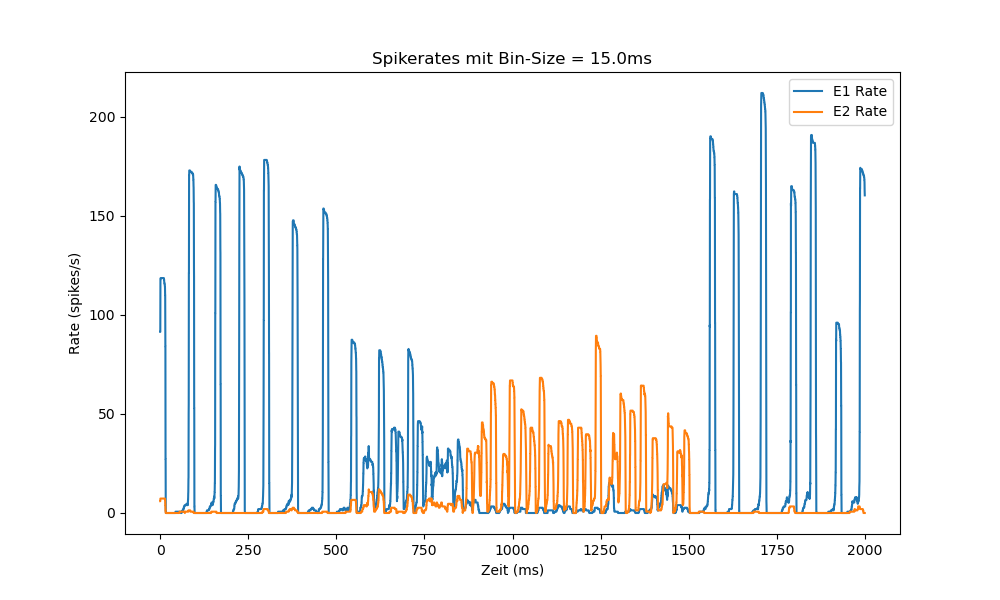 Spikerates mit Bin-Size = 15.0ms
E1 Rate
E2 Rate
200
150
100
50
0
Rate (spikes/s)
0 250 500 750 1000 1250 1500 1750 2000
Zeit (ms)